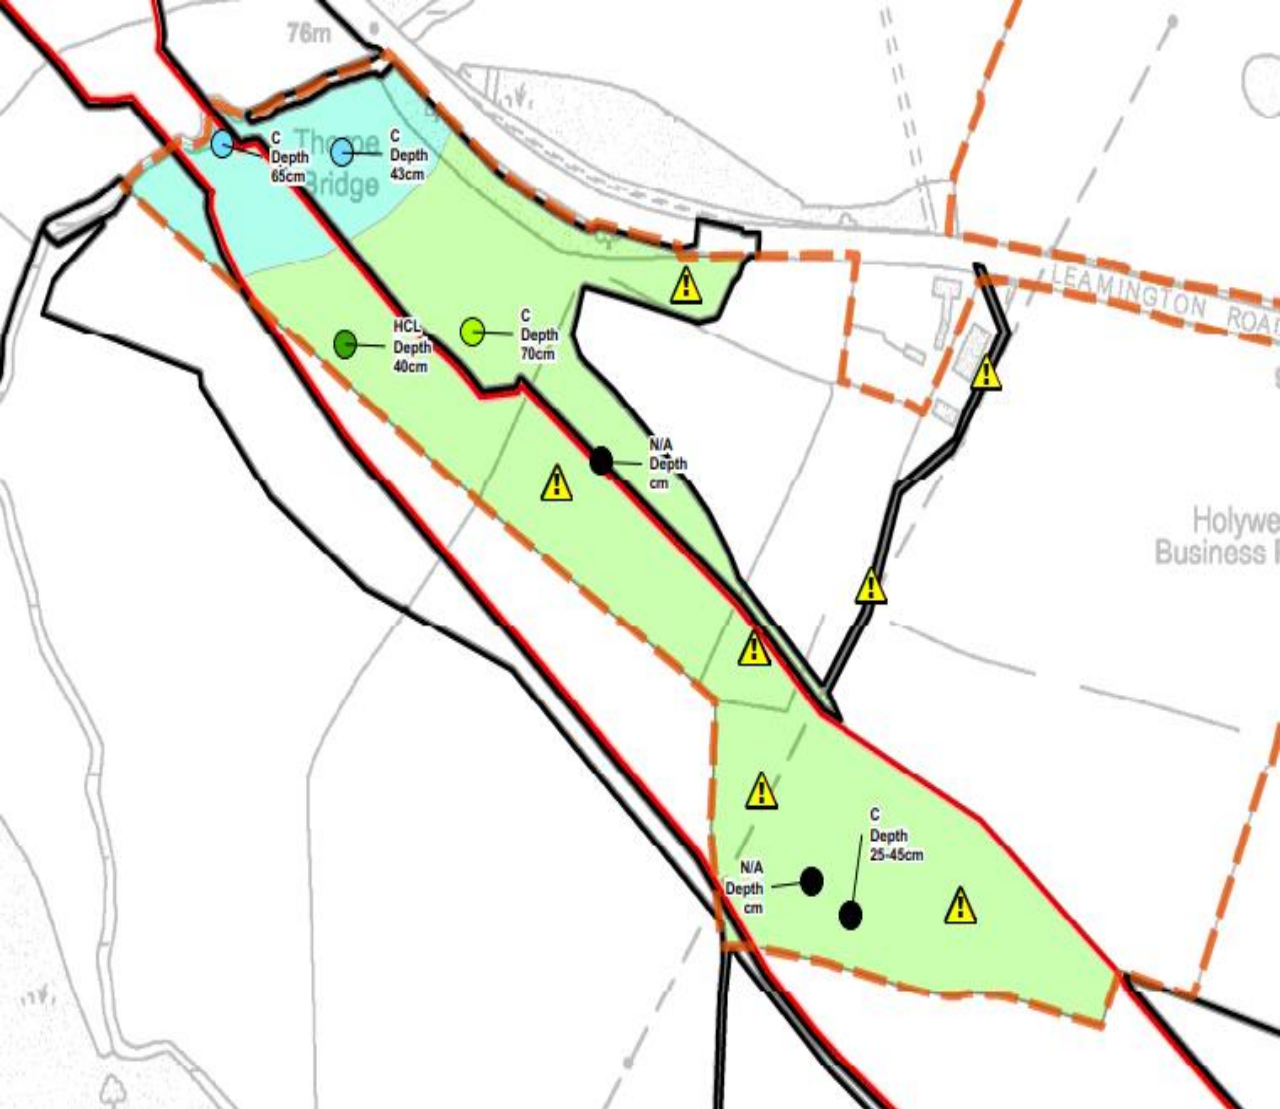 76m
Thorpe
Bridge
C
Depth
65cm
C
Depth
43cm
HCL
Depth
40cm
C
Depth
70cm
N/A
Depth
cm
LEAMINGTON ROAD
Holywe
Business
C
Depth
25-45cm
N/A
Depth
cm